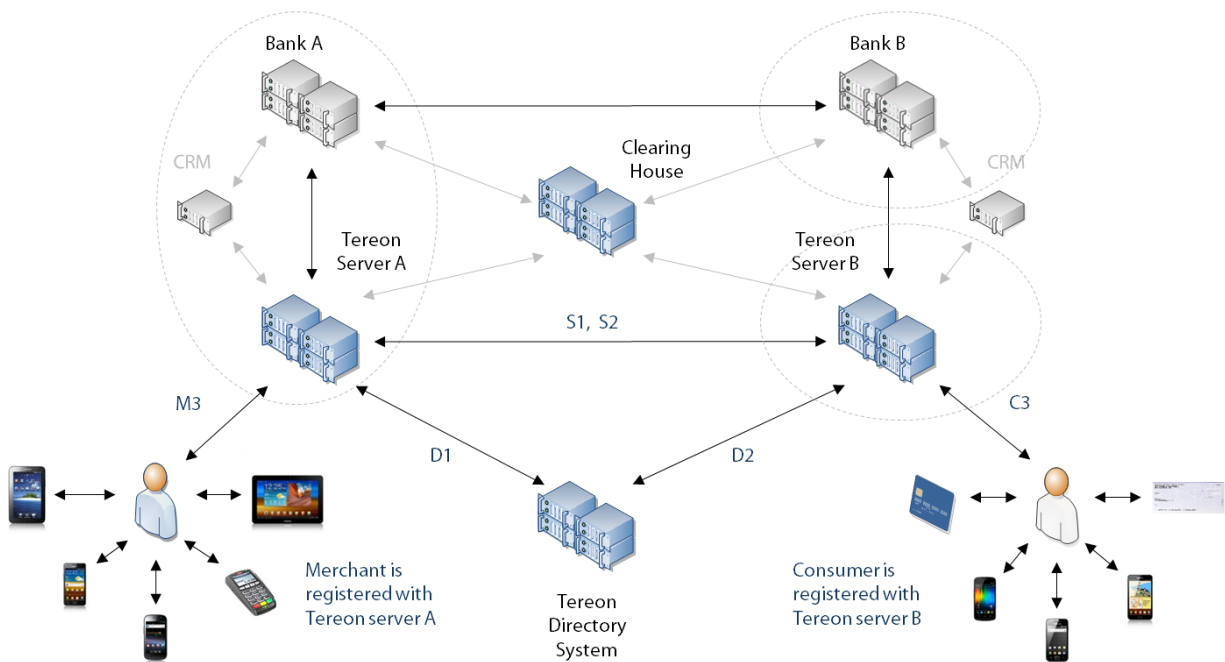 Bank A
Bank B
CRM
Clearing
House
CRM
Tereon
Server A
Tereon
Server B
S1, S2
M3
C3
D1
D2
Merchant is
registered with
Tereon server A
Consumer is
registered with
Tereon server B
Tereon
Directory
System